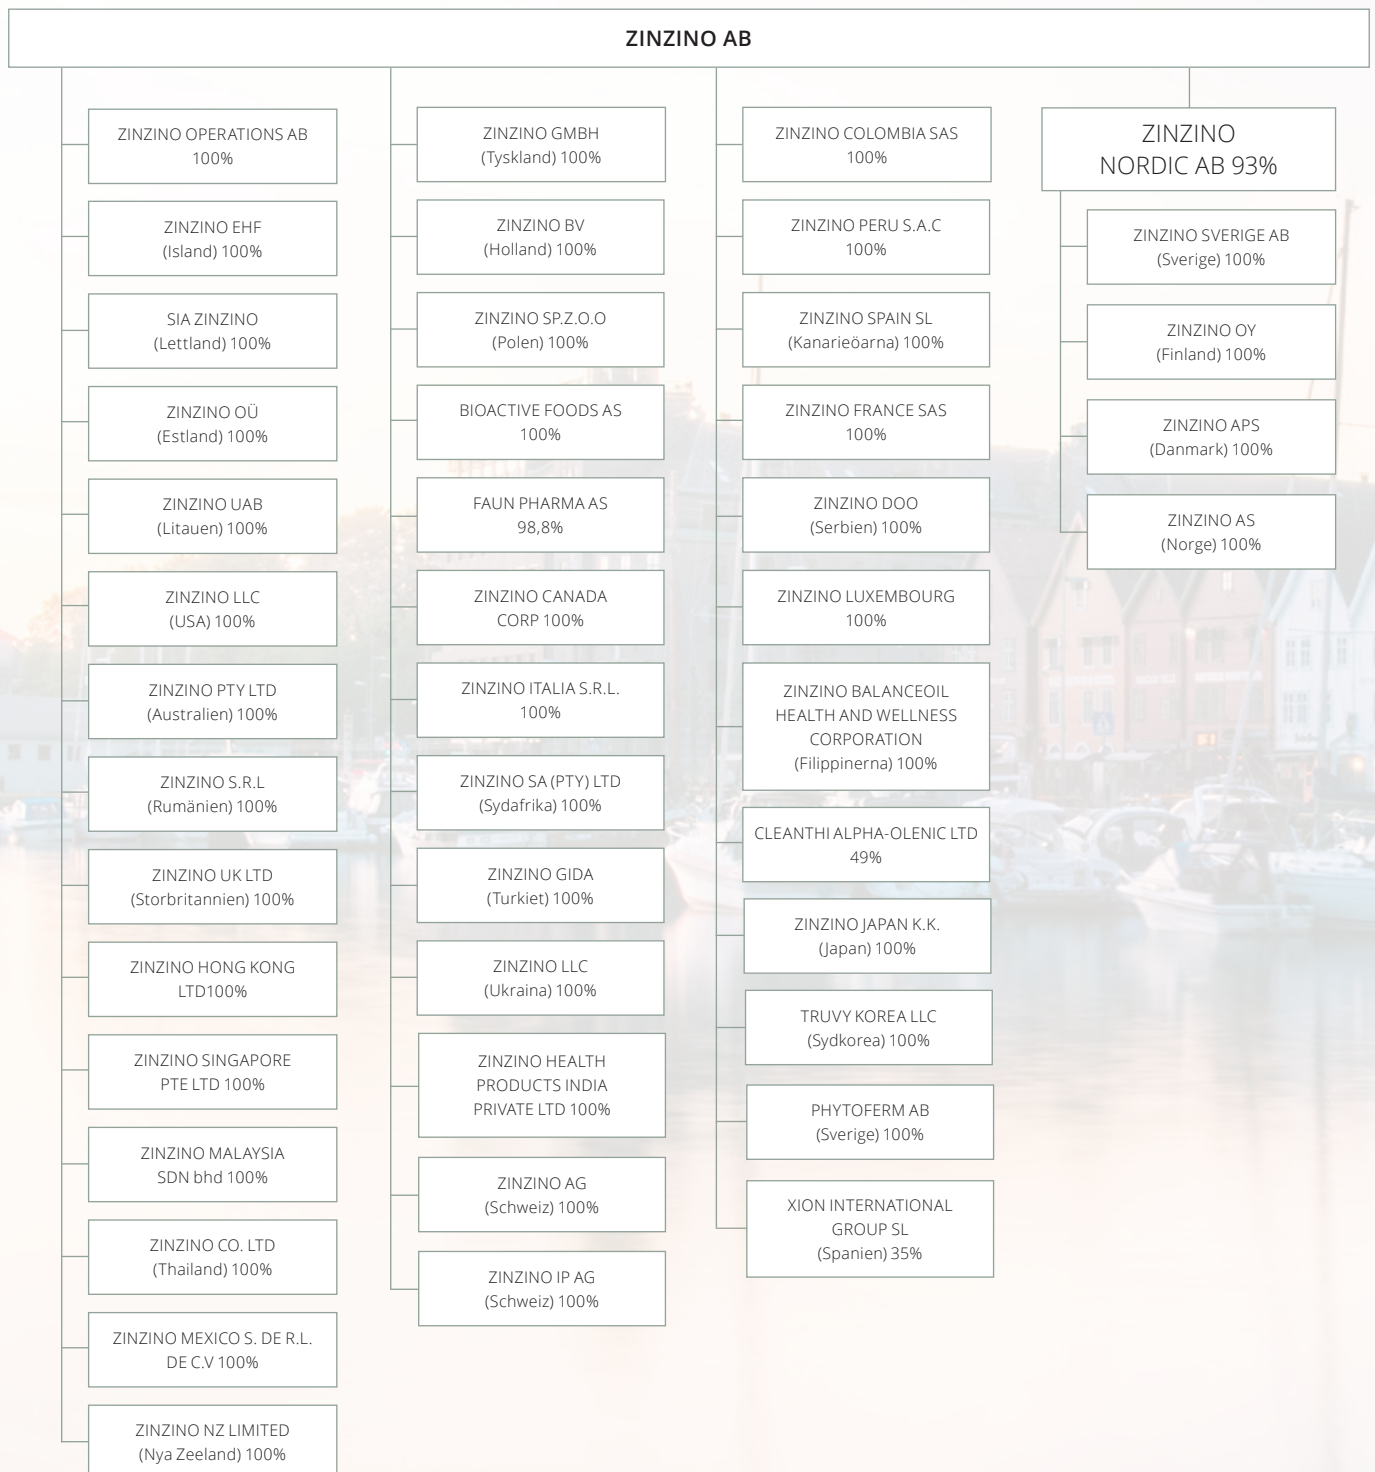 ZINZINO AB
ZINZINO OPERATIONS AB
100%
ZINZINO EHF
(Island) 100%
SIA ZINZINO
(Lettland) 100%
ZINZINO OÜ
(Estland) 100%
ZINZINO UAB
(Litauen) 100%
ZINZINO LLC
(USA) 100%
ZINZINO PTY LTD
(Australien) 100%
ZINZINO S.R.L
(Rumänien) 100%
ZINZINO UK LTD
(Storbritannien) 100%
ZINZINO HONG KONG
LTD100%
ZINZINO SINGAPORE
PTE LTD 100%
ZINZINO MALAYSIA
SDN bhd 100%
ZINZINO CO. LTD
(Thailand) 100%
ZINZINO MEXICO S. DE R.L.
DE C.V 100%
ZINZINO NZ LIMITED
(Nya Zeeland) 100%
ZINZINO GMBH
(Tyskland) 100%
ZINZINO BV
(Holland) 100%
ZINZINO SP.Z.O.O
(Polen) 100%
BIOACTIVE FOODS AS
100%
FAUN PHARMA AS
98,8%
ZINZINO CANADA
CORP 100%
ZINZINO ITALIA S.R.L.
100%
ZINZINO SA (PTY) LTD
(Sydafrika) 100%
ZINZINO GIDA
(Turkiet) 100%
ZINZINO LLC
(Ukraina) 100%
ZINZINO HEALTH
PRODUCTS INDIA
PRIVATE LTD 100%
ZINZINO AG
(Schweiz) 100%
ZINZINO IP AG
(Schweiz) 100%
ZINZINO COLOMBIA SAS
100%
ZINZINO PERU S.A.C
100%
ZINZINO SPAIN SL
(Kanarieöarna) 100%
ZINZINO FRANCE SAS
100%
ZINZINO DOO
(Serbien) 100%
ZINZINO LUXEMBOURG
100%
ZINZINO BALANCEOIL
HEALTH AND WELLNESS
CORPORATION
(Filippinerna) 100%
CLEANTHI ALPHA-OLENIC LTD
49%
ZINZINO JAPAN K.K.
(Japan) 100%
TRUVY KOREA LLC
(Sydkorea) 100%
PHYTOFERM AB
(Sverige) 100%
XION INTERNATIONAL
GROUP SL
(Spanien) 35%
ZINZINO
NORDIC AB 93%
ZINZINO SVERIGE AB
(Sverige) 100%
ZINZINO OY
(Finland) 100%
ZINZINO APS
(Danmark) 100%
ZINZINO AS
(Norge) 100%